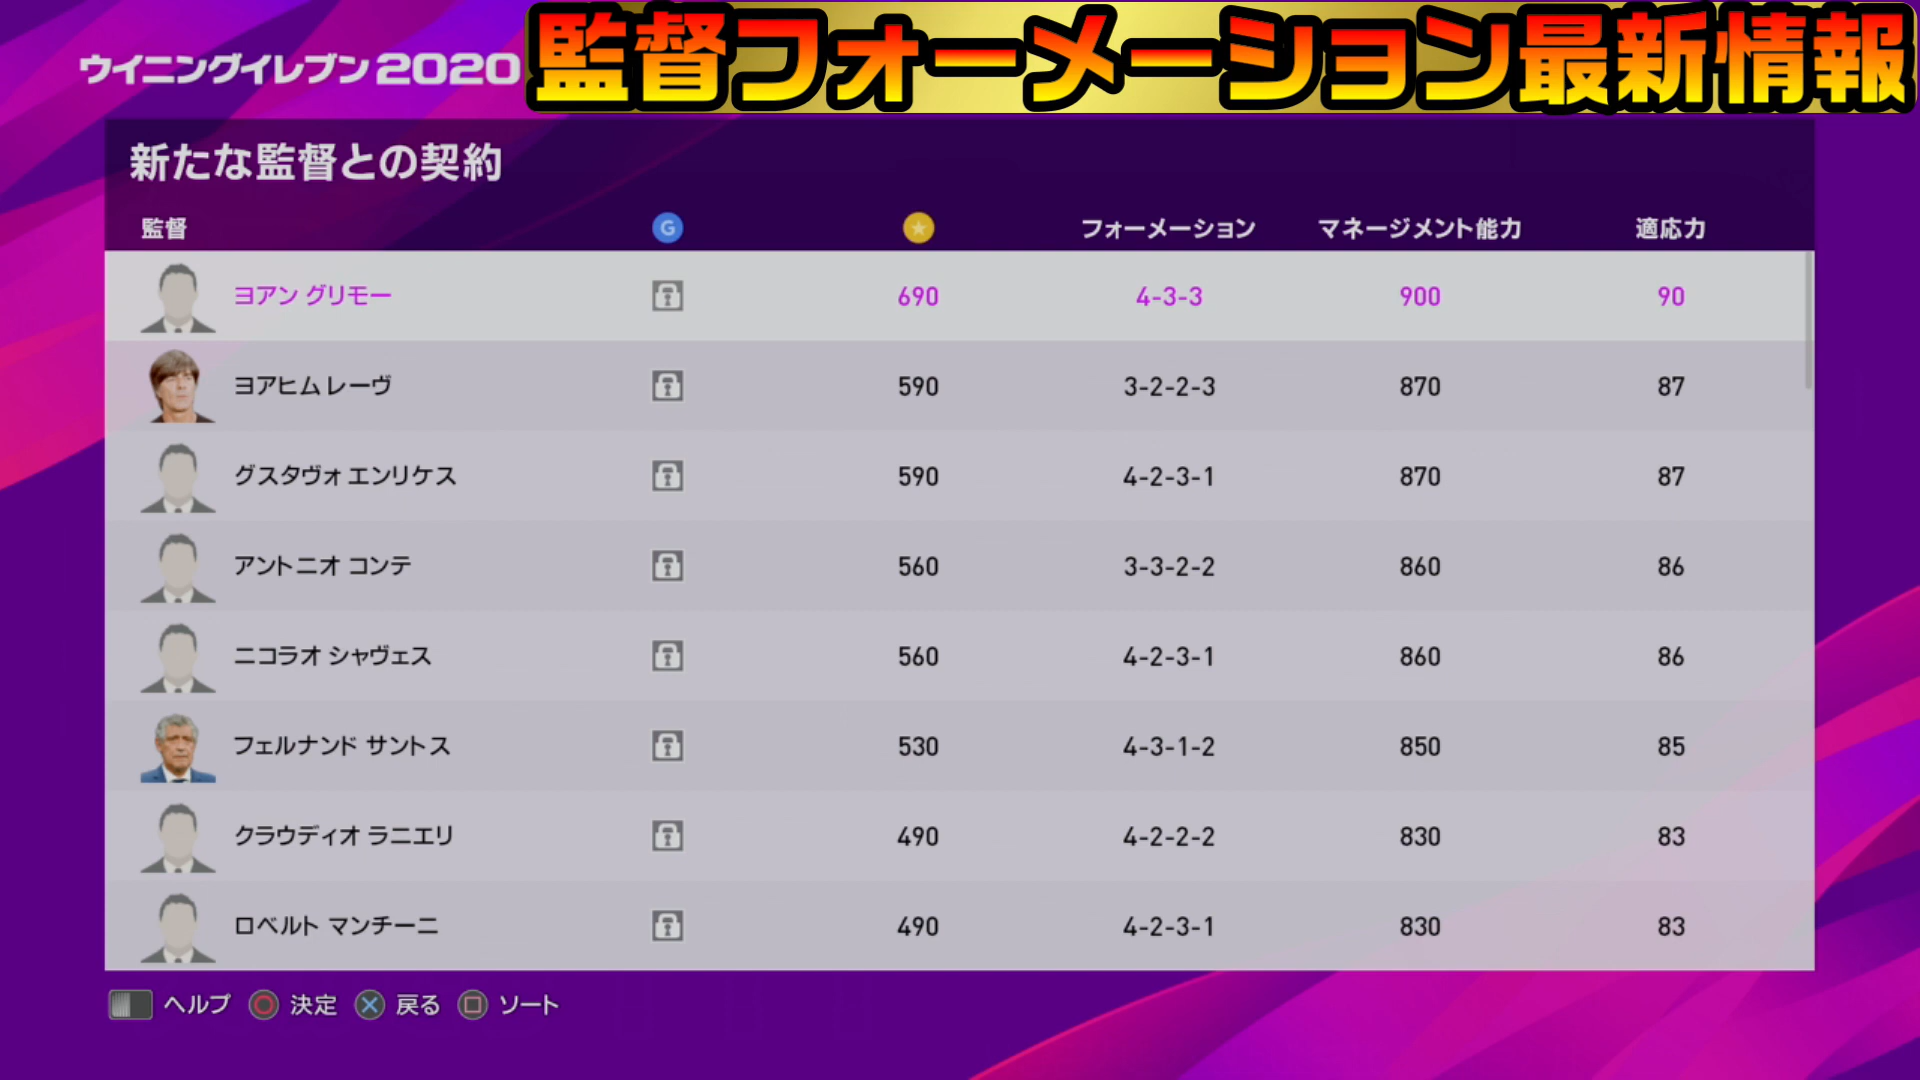 ウイニングイレブン 2020
監督フォーメーション最新情報
新たな監督との契約
監督 G フォーメーション マネージメント能力 適応力
ヨアン グリモー 690 4-3-3 900 90
ヨアヒム レーヴ 590 3-2-2-3 870 87
グスタヴォ エンリケス 590 4-2-3-1 870 87
アントニオ コンテ 560 3-3-2-2 860 86
ニコラオ シャヴェス 560 4-2-3-1 860 86
フェルナンド サントス 530 4-3-1-2 850 85
クラウディオ ラニエリ 490 4-2-2-2 830 83
ロベルト マンチーニ 490 4-2-3-1 830 83
ヘルプ 決定 戻る ソート